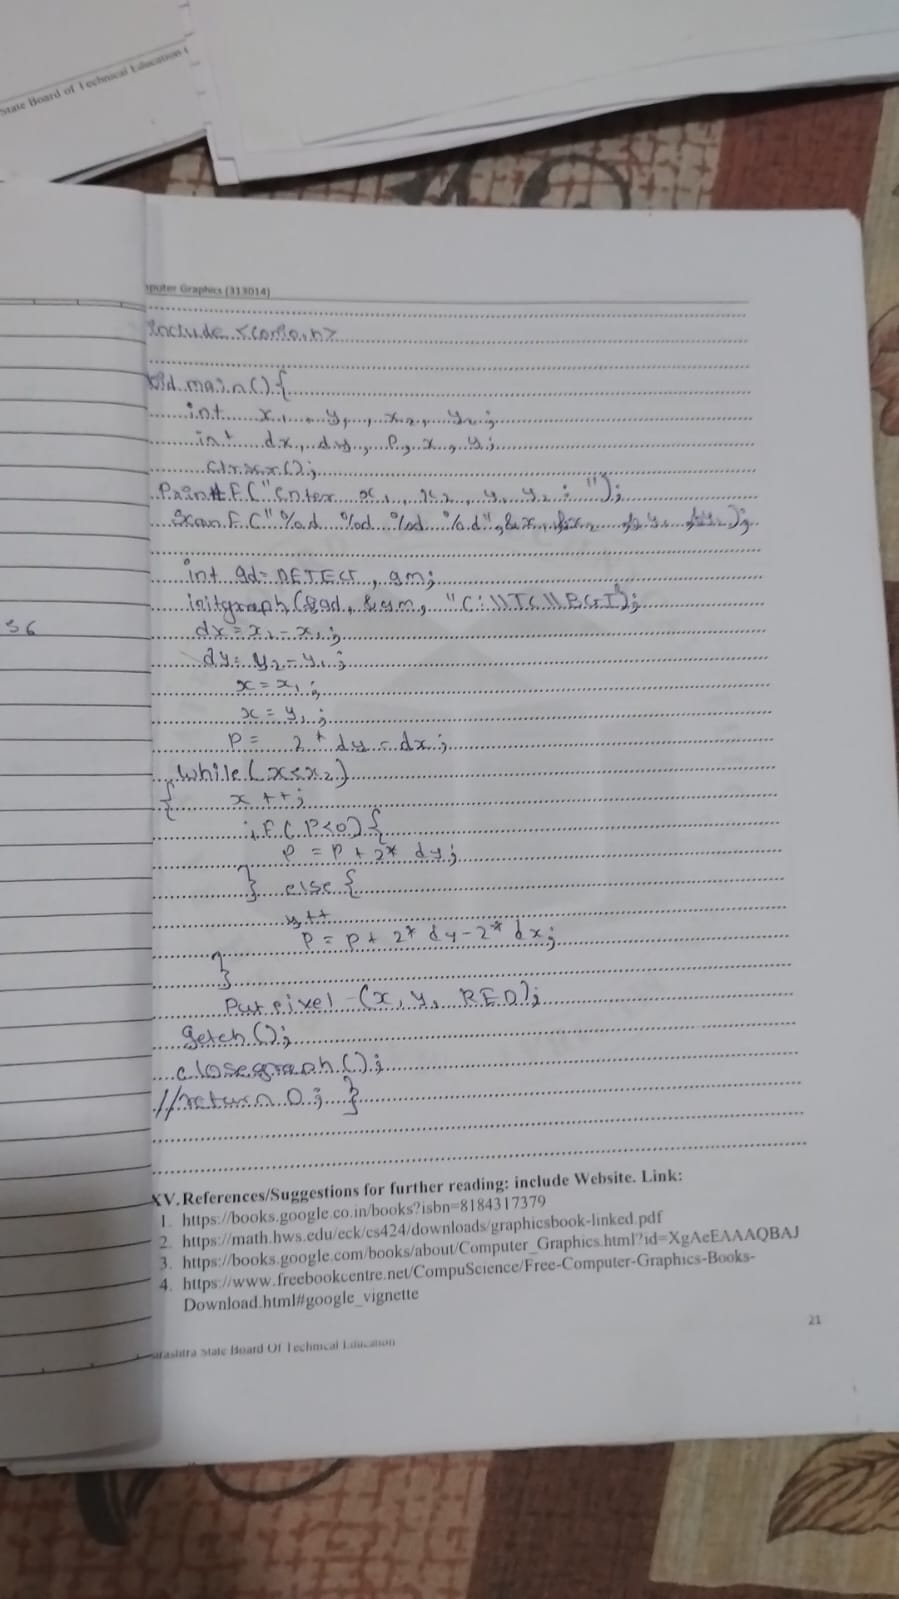 State Board of Technical Education
mputer Graphics (313014)
include <conio.h>
void main() {
int x1, y1, x2, y2;
int dx, dy, P, x, y;
clrscr();
Printf("Enter x1, x2, y1 y2 : ");
Scanf("%d %d %d %d", &x1, &x2, &y1, &y2);
int gd=DETECT, gm;
initgraph(&gd, &gm, "C:\\TC\\BGI");
36
dx = x2 - x1;
dy = y2 - y1;
x = x1;
x = y1;
P = 2 * dy - dx;
while(x<x2)
{ x++;
if(P<0) {
P = P + 2* dy;
} else {
y++
P = P + 2* dy - 2* dx;
}
Putpixel (x, y, RED);
getch();
closegraph();
//return 0; }
XV. References/Suggestions for further reading: include Website. Link:
1. https://books.google.co.in/books?isbn=8184317379
2. https://math.hws.edu/eck/cs424/downloads/graphicsbook-linked.pdf
3. https://books.google.com/books/about/Computer_Graphics.html?id=XgAeEAAAQBAJ
4. https://www.freebookcentre.net/CompuScience/Free-Computer-Graphics-Books-
Download.html#google_vignette
21
arashtra State Board Of Technical Education